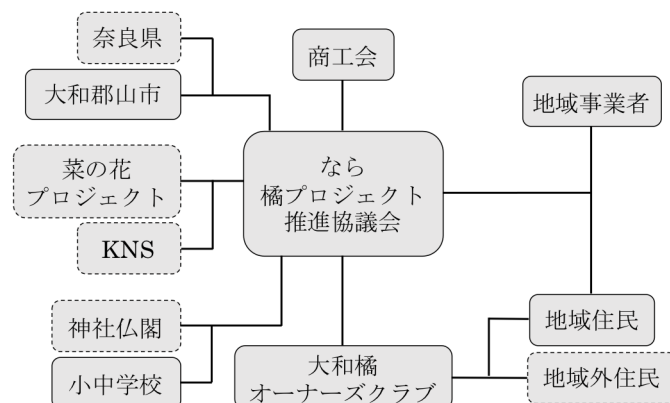 奈良県
商工会
大和郡山市
地域事業者
菜の花
プロジェクト
なら
橘プロジェクト
推進協議会
KNS
神社仏閣
地域住民
小中学校
大和橘
オーナーズクラブ
地域外住民